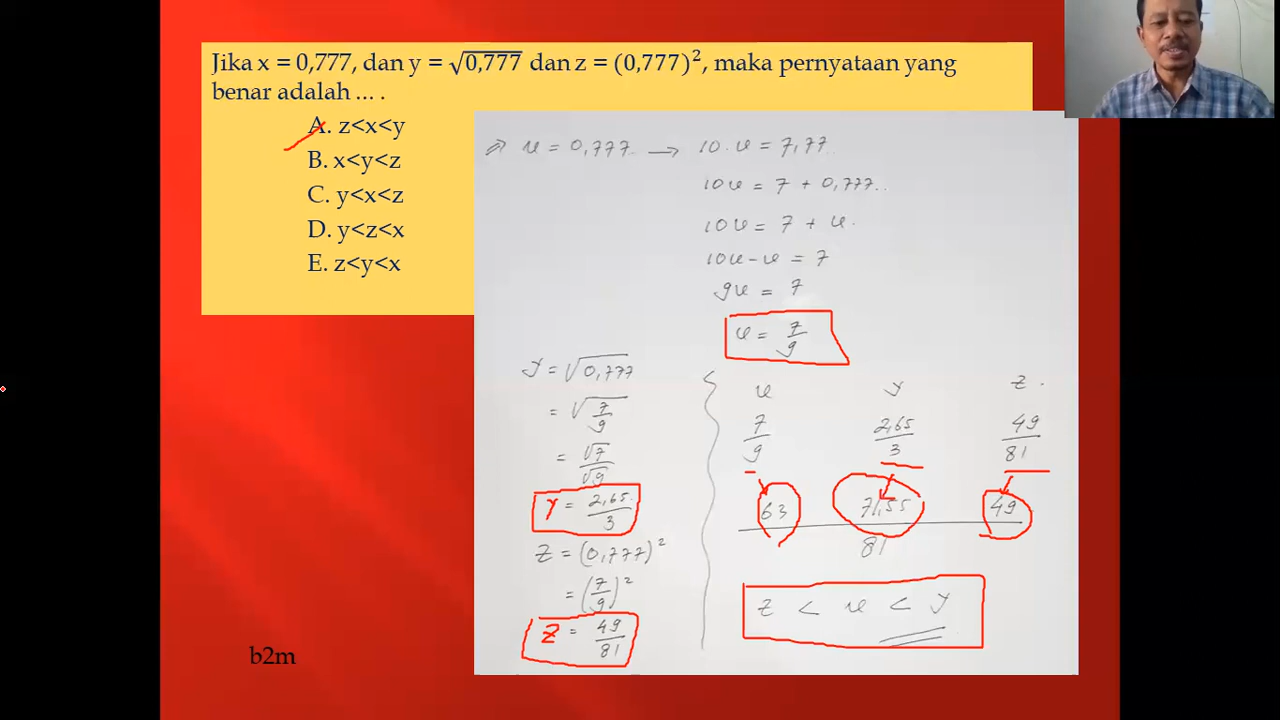 Jika x = 0,777, dan y = √0,777 dan z = (0,777)², maka pernyataan yang
benar adalah ... .
A. z<x<y
B. x<y<z
C. y<x<z
D. y<z<x
E. z<y<x
⇒ x = 0,777.. → 10.x = 7,77..
10x = 7 + 0,777..
10x = 7 + x.
10x - x = 7
9x = 7
x = 7/9
y = √0,777
= √7/9
= √7/√9
y = 2,65/3
z = (0,777)²
= (7/9)²
z = 49/81
x y z
7/9 2,65/3 49/81
63 71,55 49
81
z < x < y
b2m